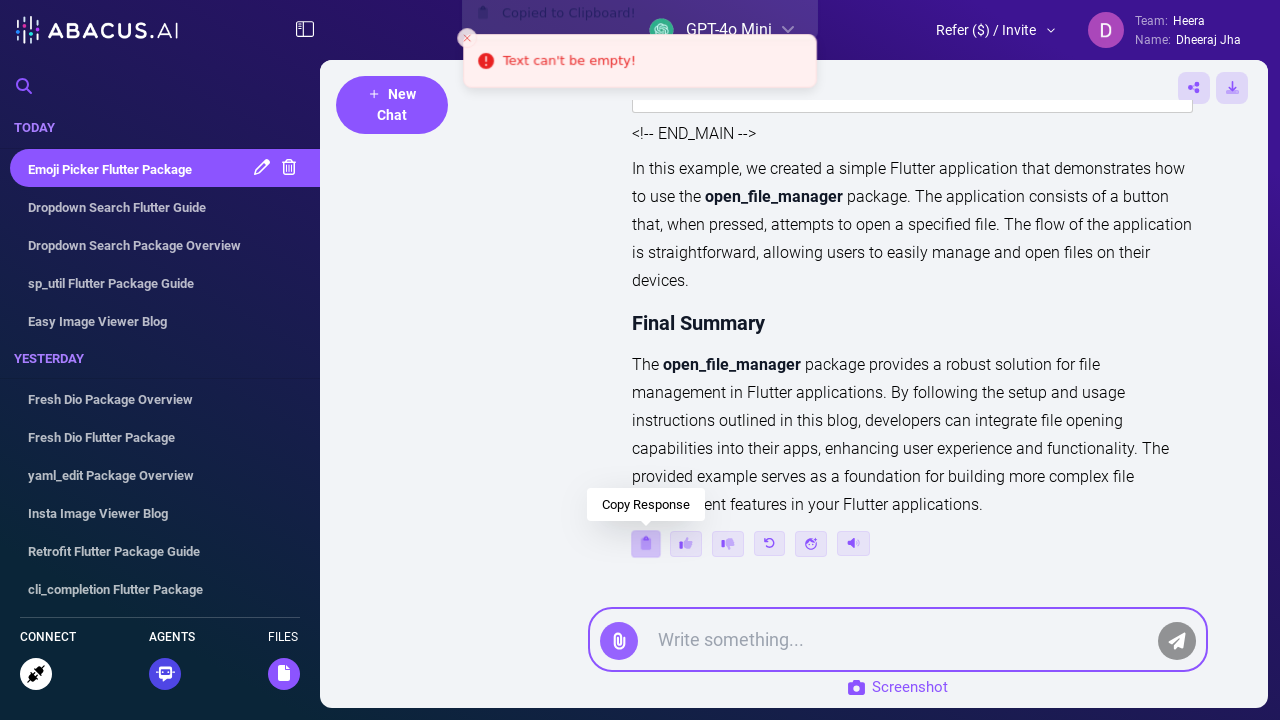 ABACUS.AI
Copied to Clipboard!
GPT-4o Mini
Text can't be empty!
Refer ($) / Invite
D
Team: Heera
Name: Dheeraj Jha
TODAY
Emoji Picker Flutter Package
Dropdown Search Flutter Guide
Dropdown Search Package Overview
sp_util Flutter Package Guide
Easy Image Viewer Blog
YESTERDAY
Fresh Dio Package Overview
Fresh Dio Flutter Package
yaml_edit Package Overview
Insta Image Viewer Blog
Retrofit Flutter Package Guide
cli_completion Flutter Package
CONNECT
AGENTS
FILES
+ New
Chat
<!-- END_MAIN -->
In this example, we created a simple Flutter application that demonstrates how
to use the open_file_manager package. The application consists of a button
that, when pressed, attempts to open a specified file. The flow of the application
is straightforward, allowing users to easily manage and open files on their
devices.
Final Summary
The open_file_manager package provides a robust solution for file
management in Flutter applications. By following the setup and usage
instructions outlined in this blog, developers can integrate file opening
capabilities into their apps, enhancing user experience and functionality. The
provided example serves as a foundation for building more complex file
ent features in your Flutter applications.
Copy Response
Write something...
Screenshot